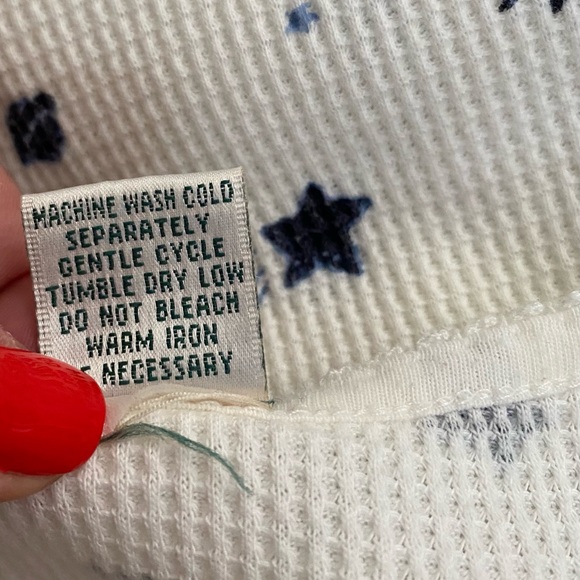 MACHINE WASH COLD
SEPARATELY
GENTLE CYCLE
TUMBLE DRY LOW
DO NOT BLEACH
WARM IRON
NECESSARY